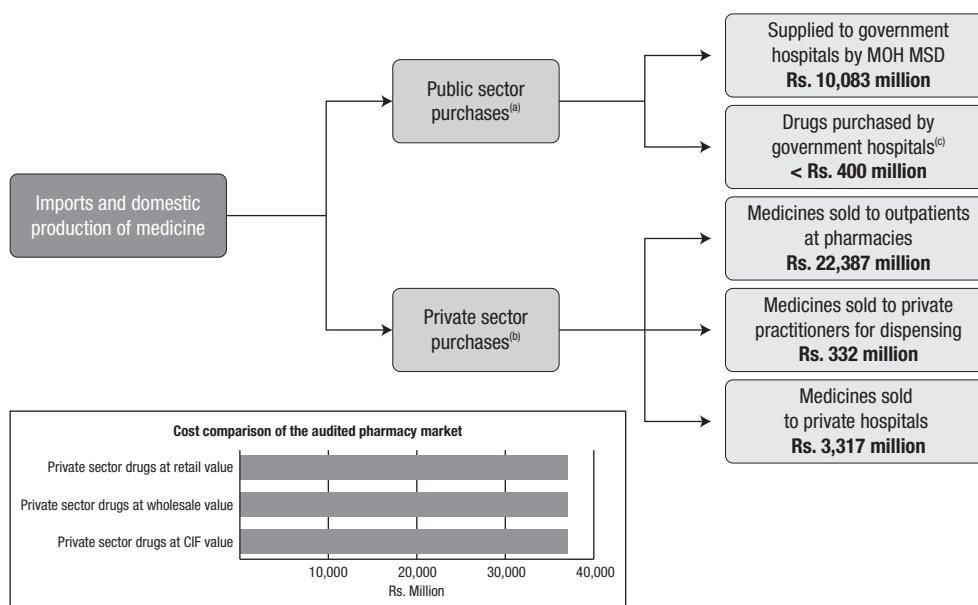 Imports and domestic
production of medicine
Public sector
purchases(a)
Supplied to government
hospitals by MOH MSD
Rs. 10,083 million
Drugs purchased by
government hospitals(c)
< Rs. 400 million
Private sector
purchases(b)
Medicines sold to outpatients
at pharmacies
Rs. 22,387 million
Medicines sold to private
practitioners for dispensing
Rs. 332 million
Medicines sold
to private hospitals
Rs. 3,317 million
Cost comparison of the audited pharmacy market
Private sector drugs at retail value
Private sector drugs at wholesale value
Private sector drugs at CIF value
10,000 20,000 30,000 40,000
Rs. Million